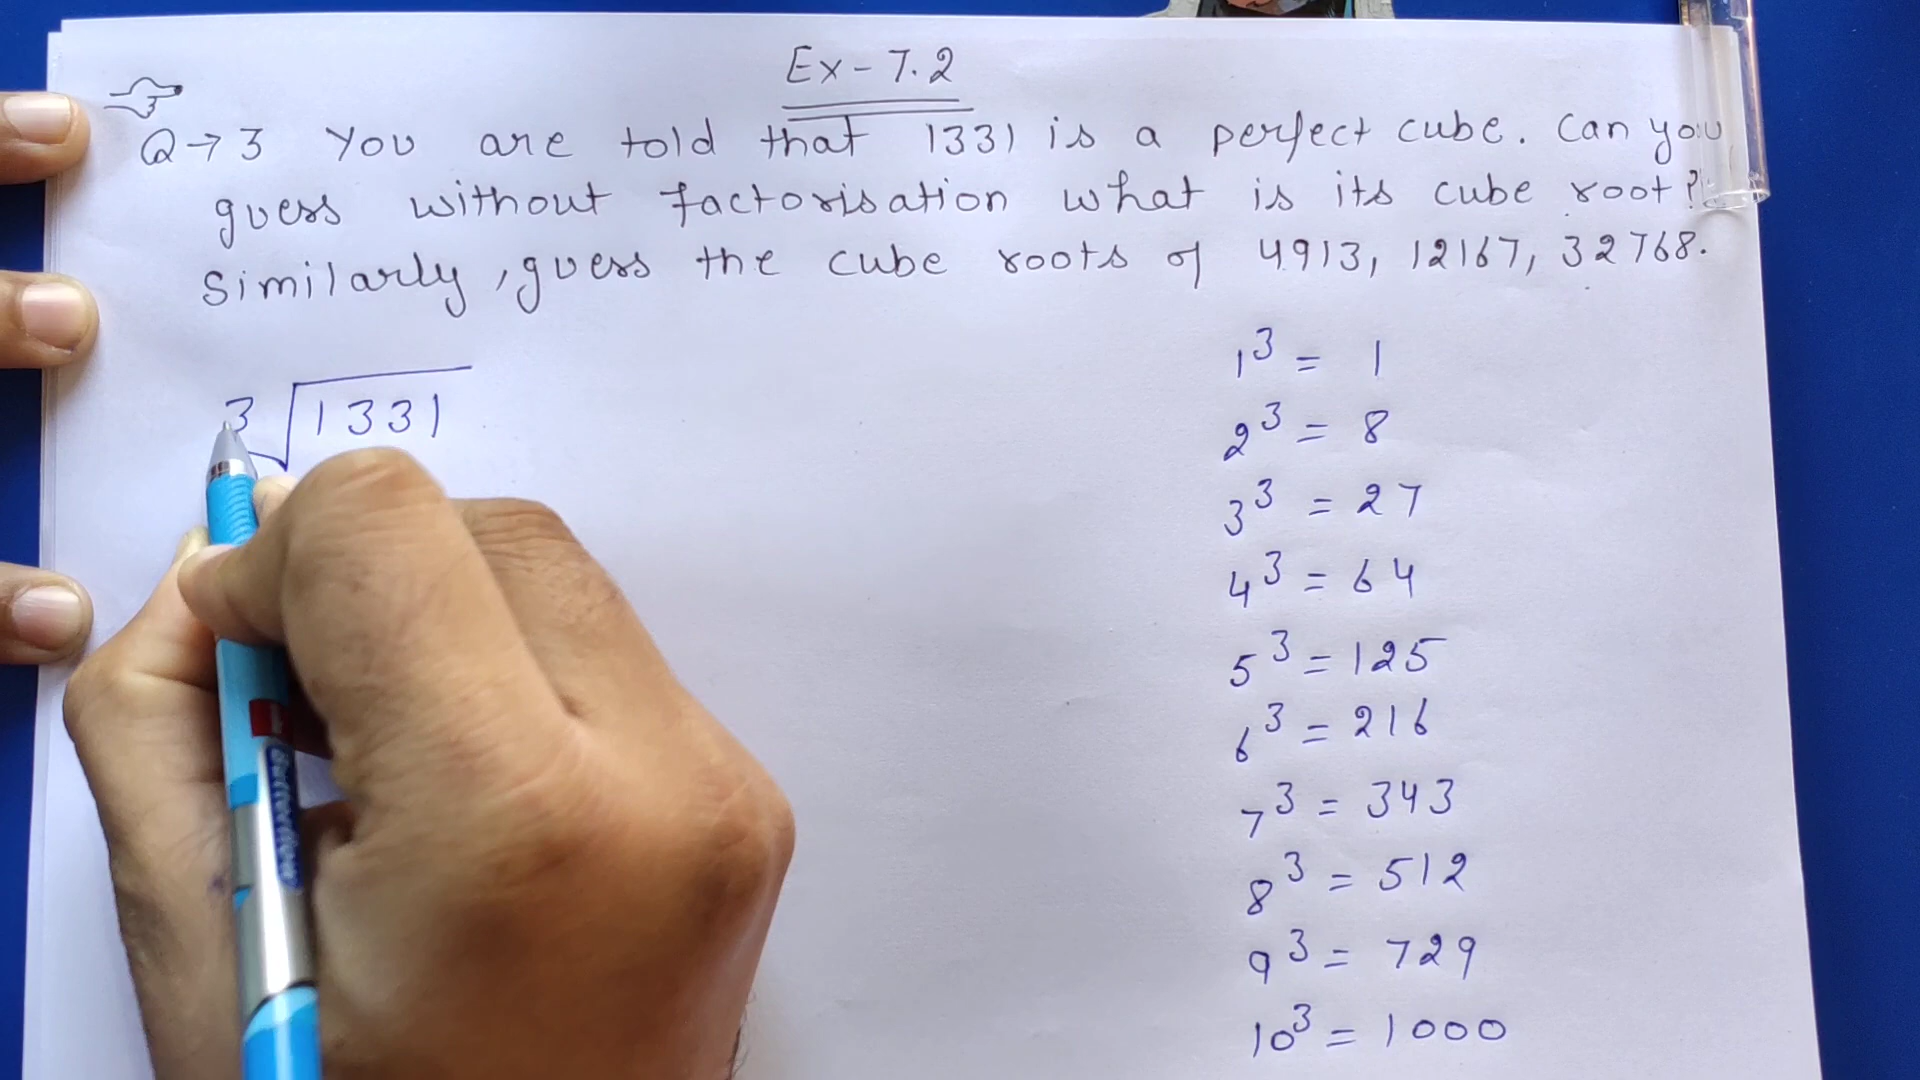 Ex-7.2
Q→3 You are told that 1331 is a perfect cube. Can you
guess without factorisation what is its cube root?
Similarly, guess the cube roots of 4913, 12167, 32768.
∛1331
1³ = 1
2³ = 8
3³ = 27
4³ = 64
5³ = 125
6³ = 216
7³ = 343
8³ = 512
9³ = 729
10³ = 1000
Butterflow